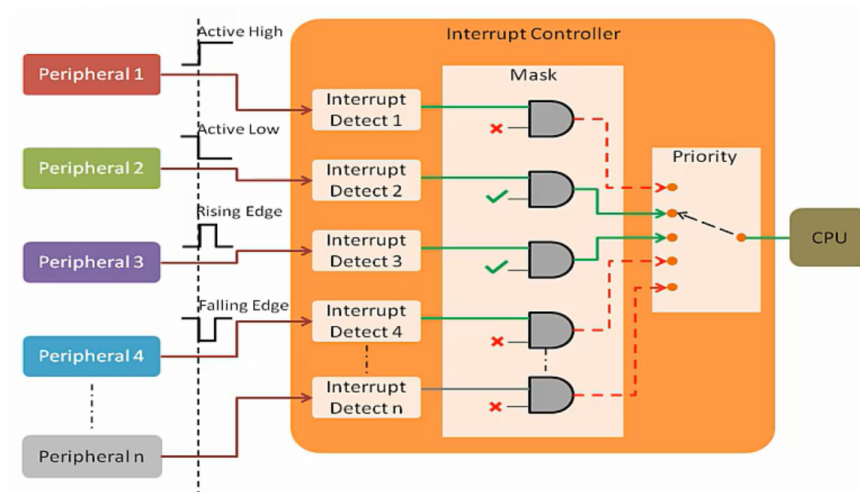 Active High
Interrupt Controller
Peripheral 1
Mask
Interrupt
Detect 1
Active Low
Priority
Peripheral 2
Interrupt
Detect 2
Rising Edge
CPU
Peripheral 3
Interrupt
Detect 3
Falling Edge
Peripheral 4
Interrupt
Detect 4
Interrupt
Detect n
Peripheral n